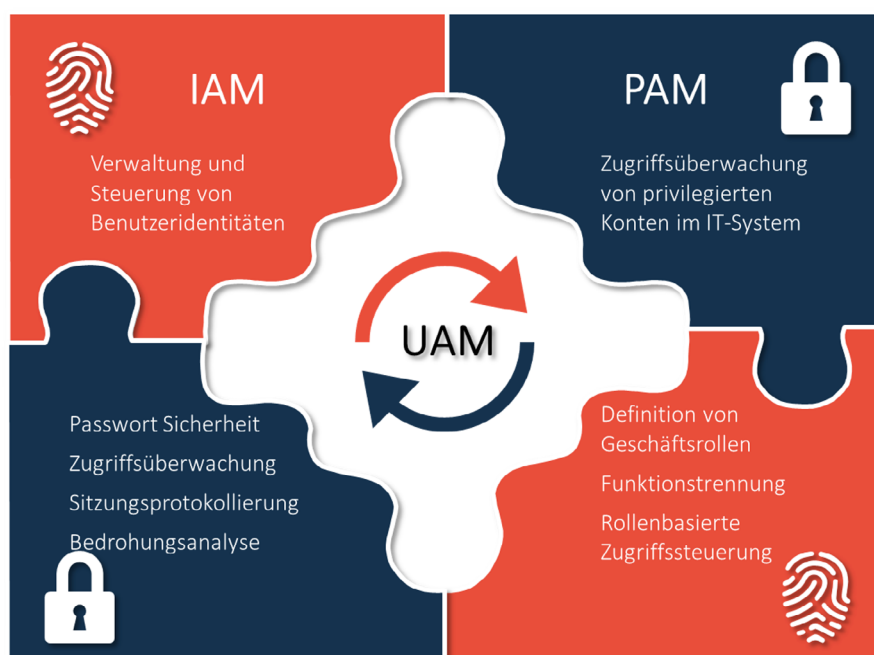 IAM
Verwaltung und
Steuerung von
Benutzeridentitäten
PAM
Zugriffsüberwachung
von privilegierten
Konten im IT-System
UAM
Passwort Sicherheit
Zugriffsüberwachung
Sitzungsprotokollierung
Bedrohungsanalyse
Definition von
Geschäftsrollen
Funktionstrennung
Rollenbasierte
Zugriffssteuerung